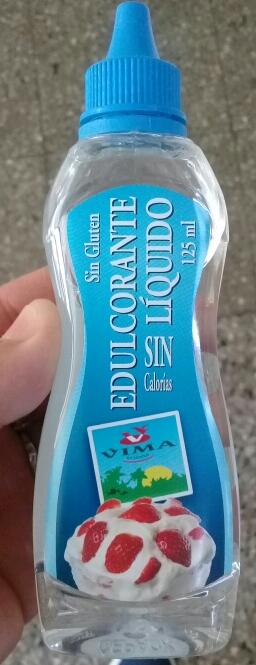 Sin Gluten
EDULCORANTE
LÍQUIDO
SIN
Calorías
125 ml
VIMA